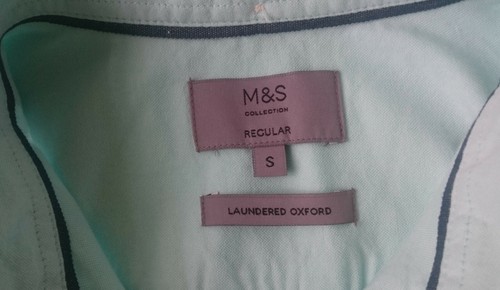 M&S
COLLECTION
REGULAR
S
LAUNDERED OXFORD